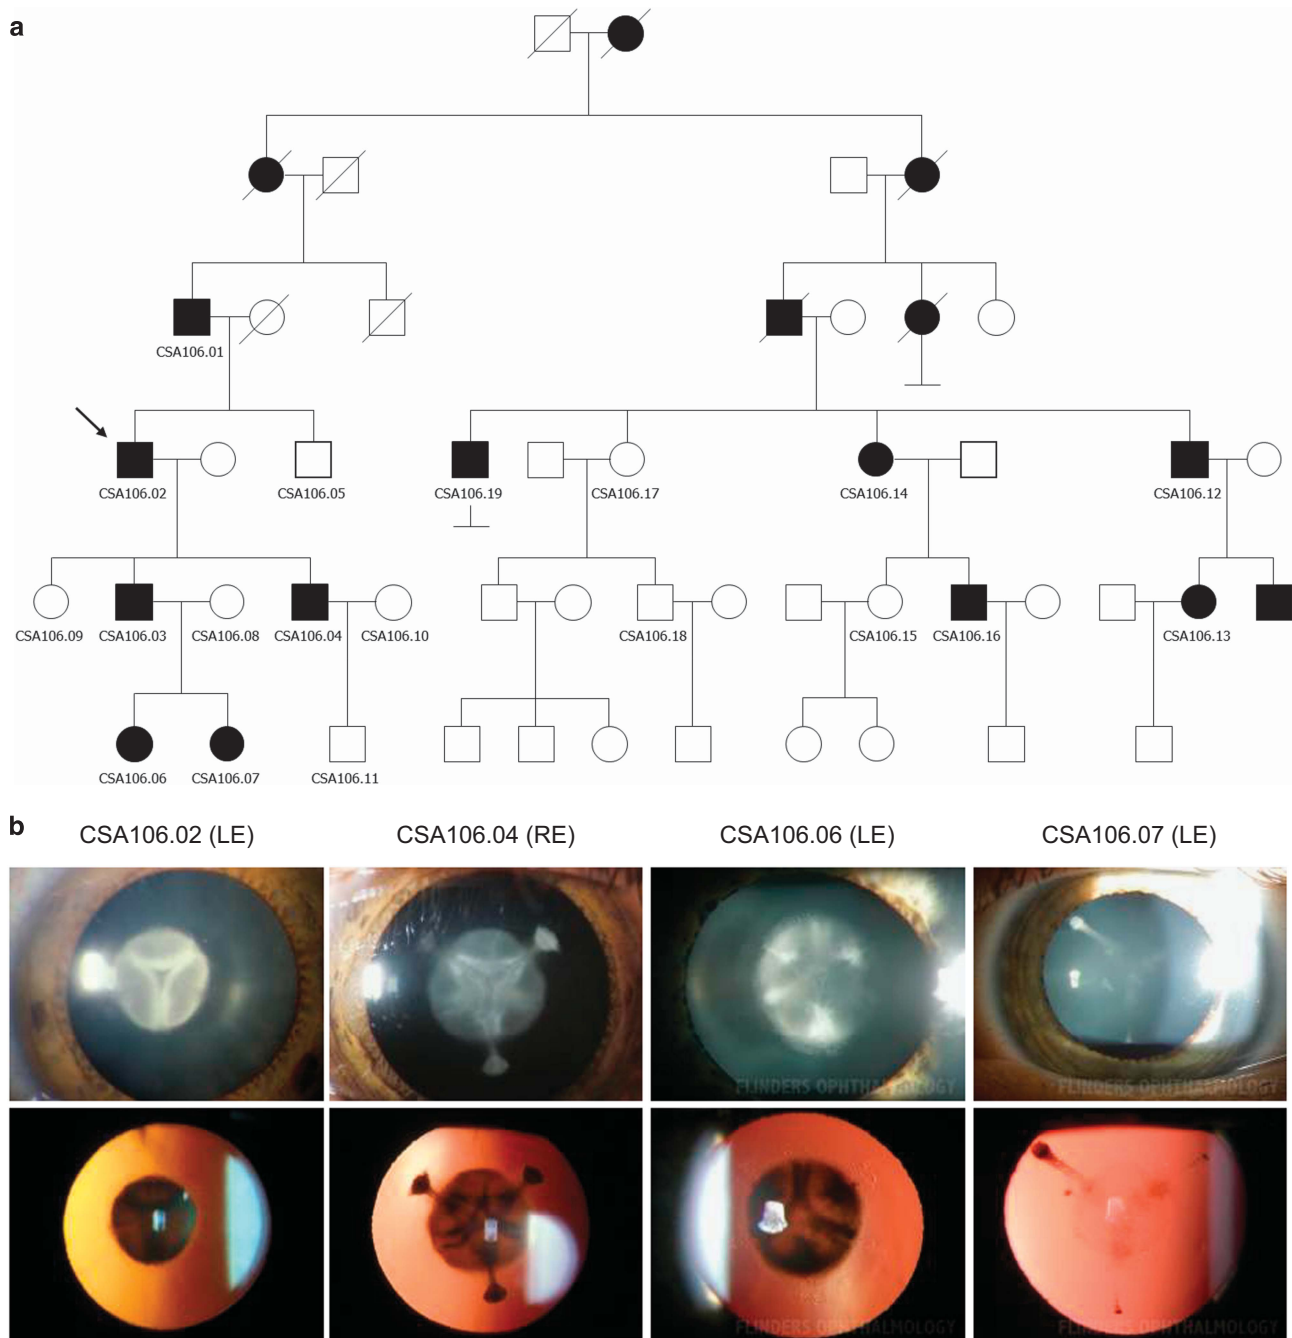 a
CSA106.01
CSA106.02
CSA106.05
CSA106.19
CSA106.17
CSA106.14
CSA106.12
CSA106.09
CSA106.03
CSA106.08
CSA106.04
CSA106.10
CSA106.18
CSA106.15
CSA106.16
CSA106.13
CSA106.06
CSA106.07
CSA106.11
b
CSA106.02 (LE)
CSA106.04 (RE)
CSA106.06 (LE)
CSA106.07 (LE)
FLINDERS OPHTHALMOLOGY
FLINDERS OPHTHALMOLOGY
FLINDERS OPHTHALMOLOGY
FLINDERS OPHTHALMOLOGY